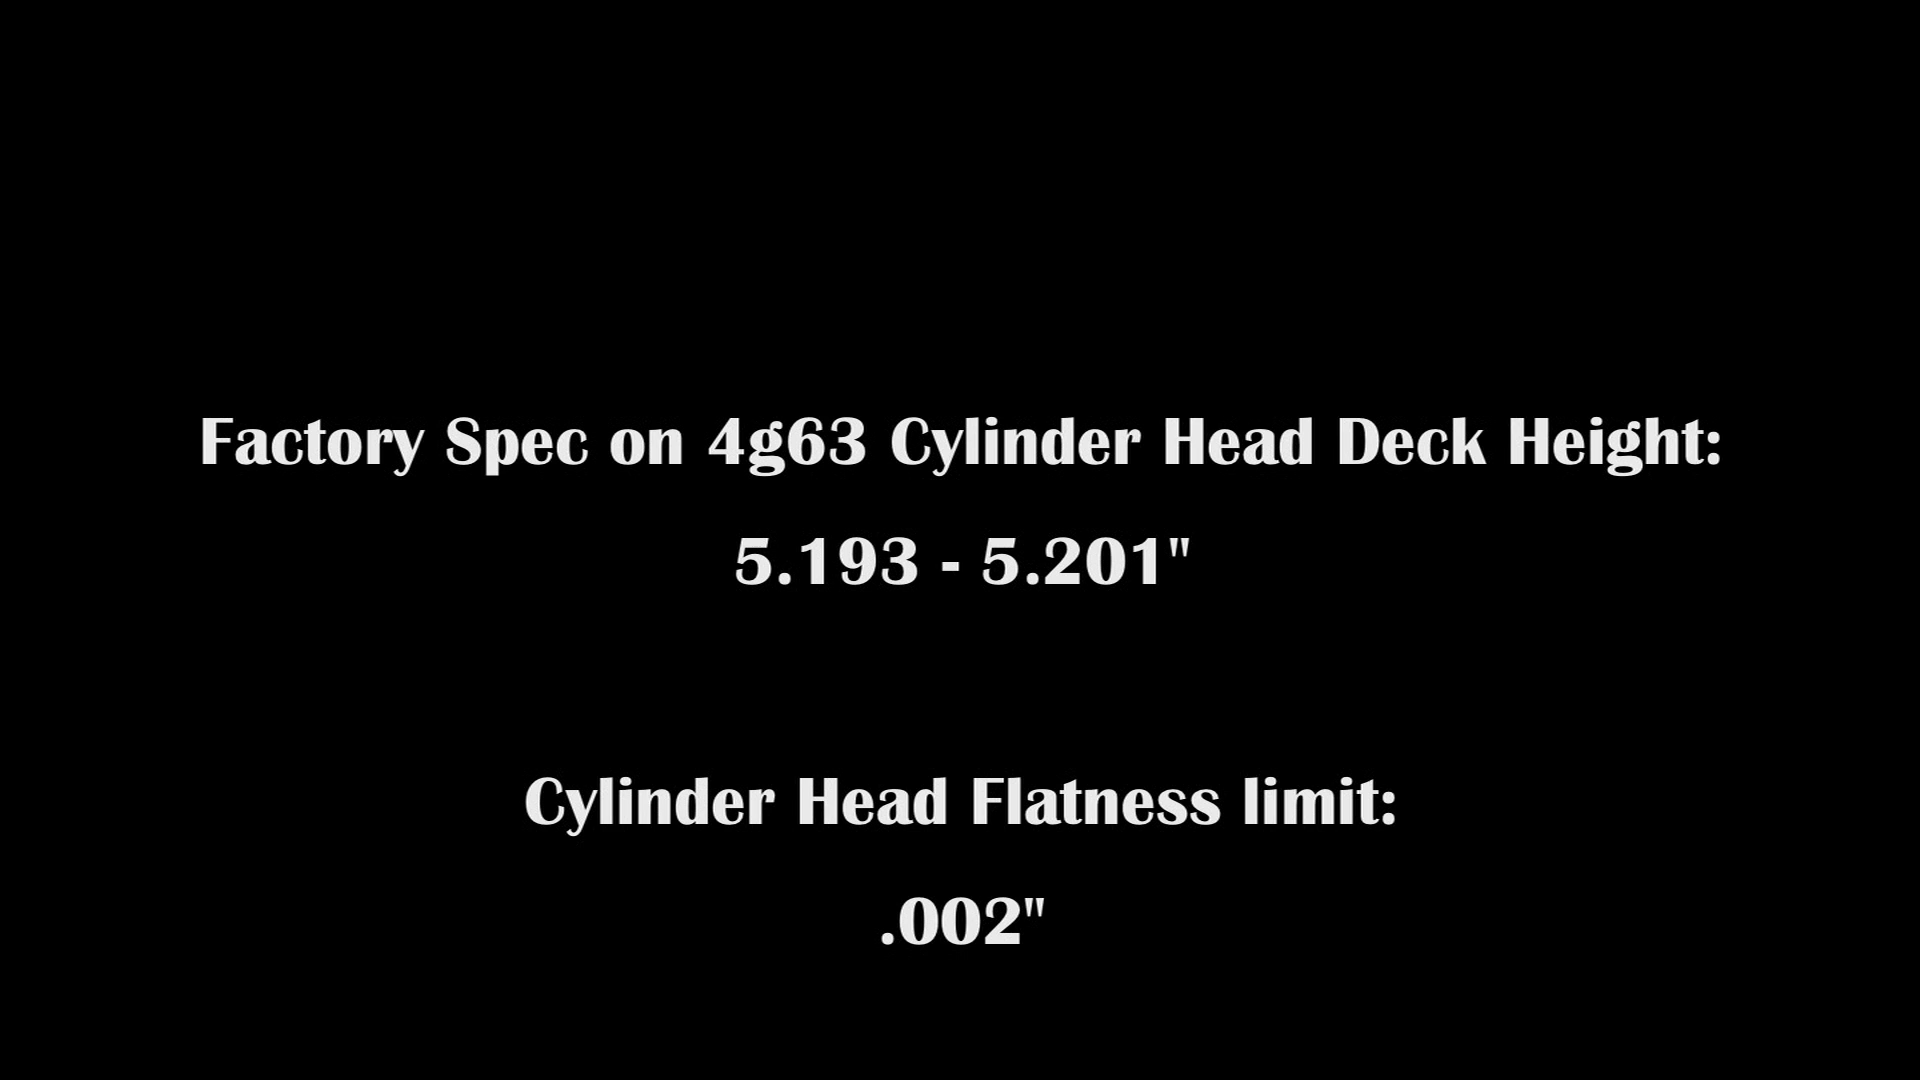 Factory Spec on 4g63 Cylinder Head Deck Height:
5.193 - 5.201"
Cylinder Head Flatness limit:
.002"